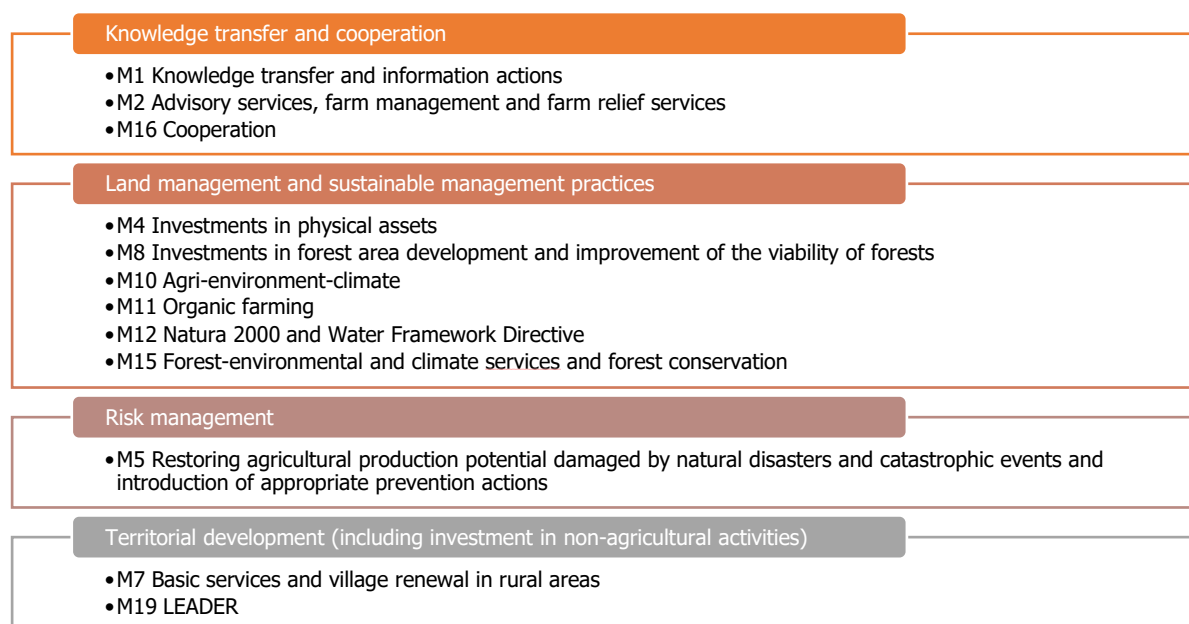 Knowledge transfer and cooperation
•M1 Knowledge transfer and information actions
•M2 Advisory services, farm management and farm relief services
•M16 Cooperation
Land management and sustainable management practices
•M4 Investments in physical assets
•M8 Investments in forest area development and improvement of the viability of forests
•M10 Agri-environment-climate
•M11 Organic farming
•M12 Natura 2000 and Water Framework Directive
•M15 Forest-environmental and climate services and forest conservation
Risk management
•M5 Restoring agricultural production potential damaged by natural disasters and catastrophic events and
introduction of appropriate prevention actions
Territorial development (including investment in non-agricultural activities)
•M7 Basic services and village renewal in rural areas
•M19 LEADER